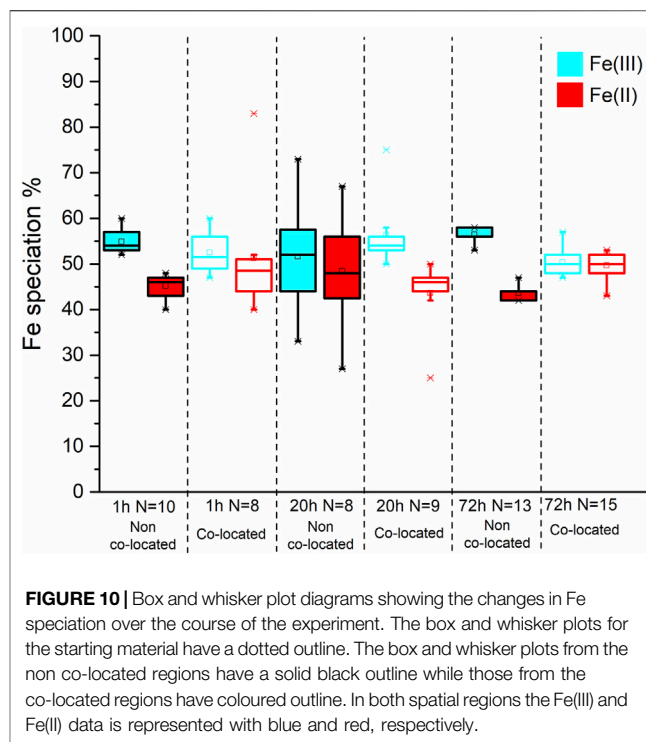 100
90
80
70
60
50
40
30
20
10
0
Fe speciation %
Fe(III)
Fe(II)
1h N=10 1h N=8 20h N=8 20h N=9 72h N=13 72h N=15
Non co-located
Co-located
Non co-located
Co-located
Non co-located
Co-located
FIGURE 10 | Box and whisker plot diagrams showing the changes in Fe
speciation over the course of the experiment. The box and whisker plots for
the starting material have a dotted outline. The box and whisker plots from the
non co-located regions have a solid black outline while those from the
co-located regions have coloured outline. In both spatial regions the Fe(III) and
Fe(II) data is represented with blue and red, respectively.